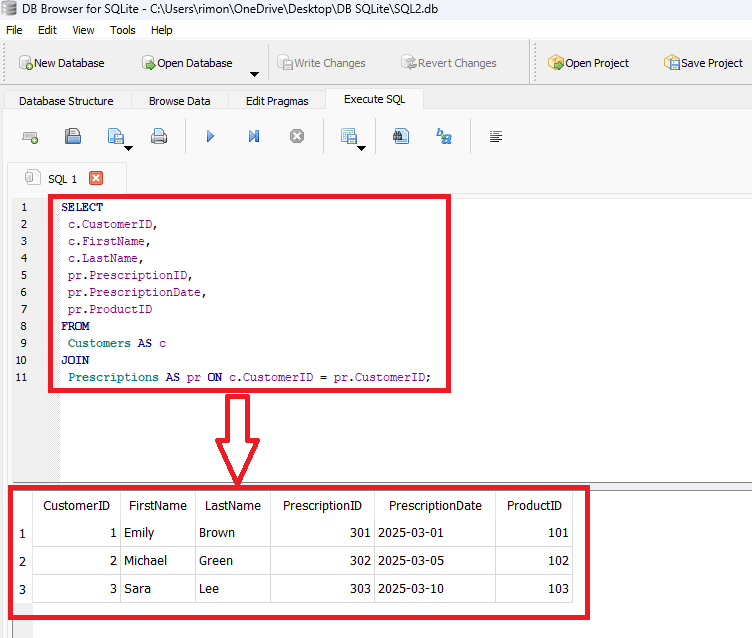 DB Browser for SQLite - C:\Users\rimon\OneDrive\Desktop\DB SQLite\SQL2.db
File Edit View Tools Help
New Database Open Database Write Changes Revert Changes Open Project Save Project
Database Structure Browse Data Edit Pragmas Execute SQL
SQL 1
1 SELECT
2 c.CustomerID,
3 c.FirstName,
4 c.LastName,
5 pr.PrescriptionID,
6 pr.PrescriptionDate,
7 pr.ProductID
8 FROM
9 Customers AS c
10 JOIN
11 Prescriptions AS pr ON c.CustomerID = pr.CustomerID;
CustomerID FirstName LastName PrescriptionID PrescriptionDate ProductID
1 1 Emily Brown 301 2025-03-01 101
2 2 Michael Green 302 2025-03-05 102
3 3 Sara Lee 303 2025-03-10 103